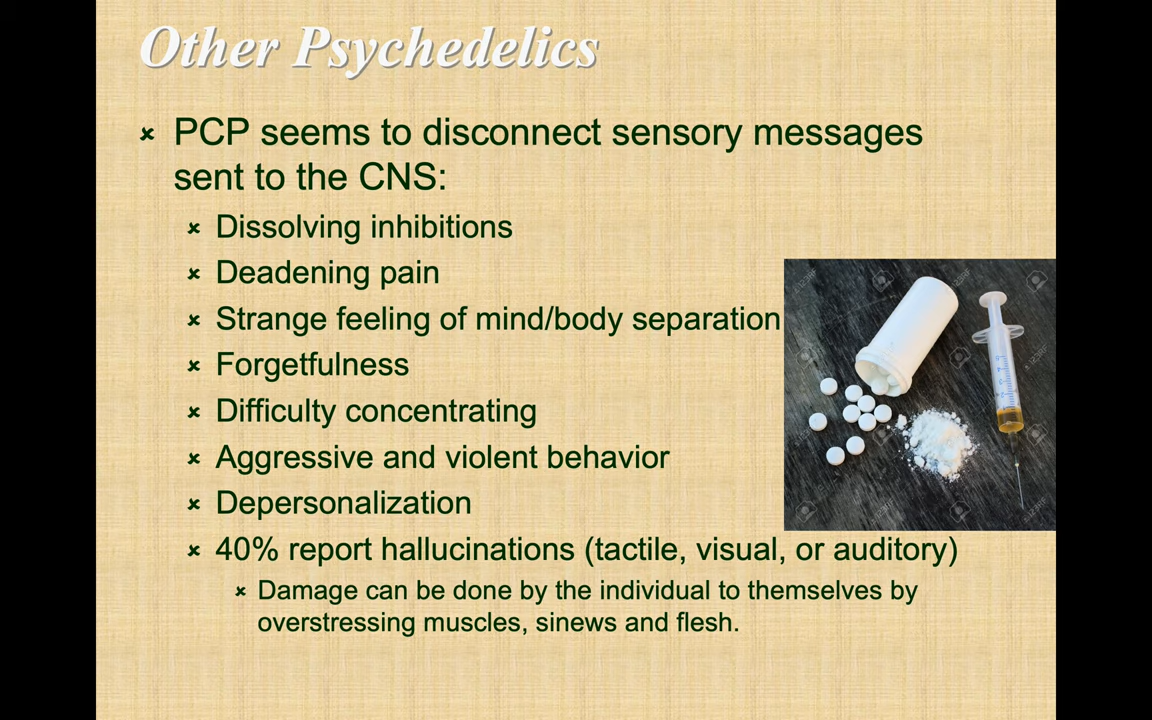 Other Psychedelics
PCP seems to disconnect sensory messages
sent to the CNS:
Dissolving inhibitions
Deadening pain
Strange feeling of mind/body separation
Forgetfulness
Difficulty concentrating
Aggressive and violent behavior
Depersonalization
40% report hallucinations (tactile, visual, or auditory)
Damage can be done by the individual to themselves by
overstressing muscles, sinews and flesh.